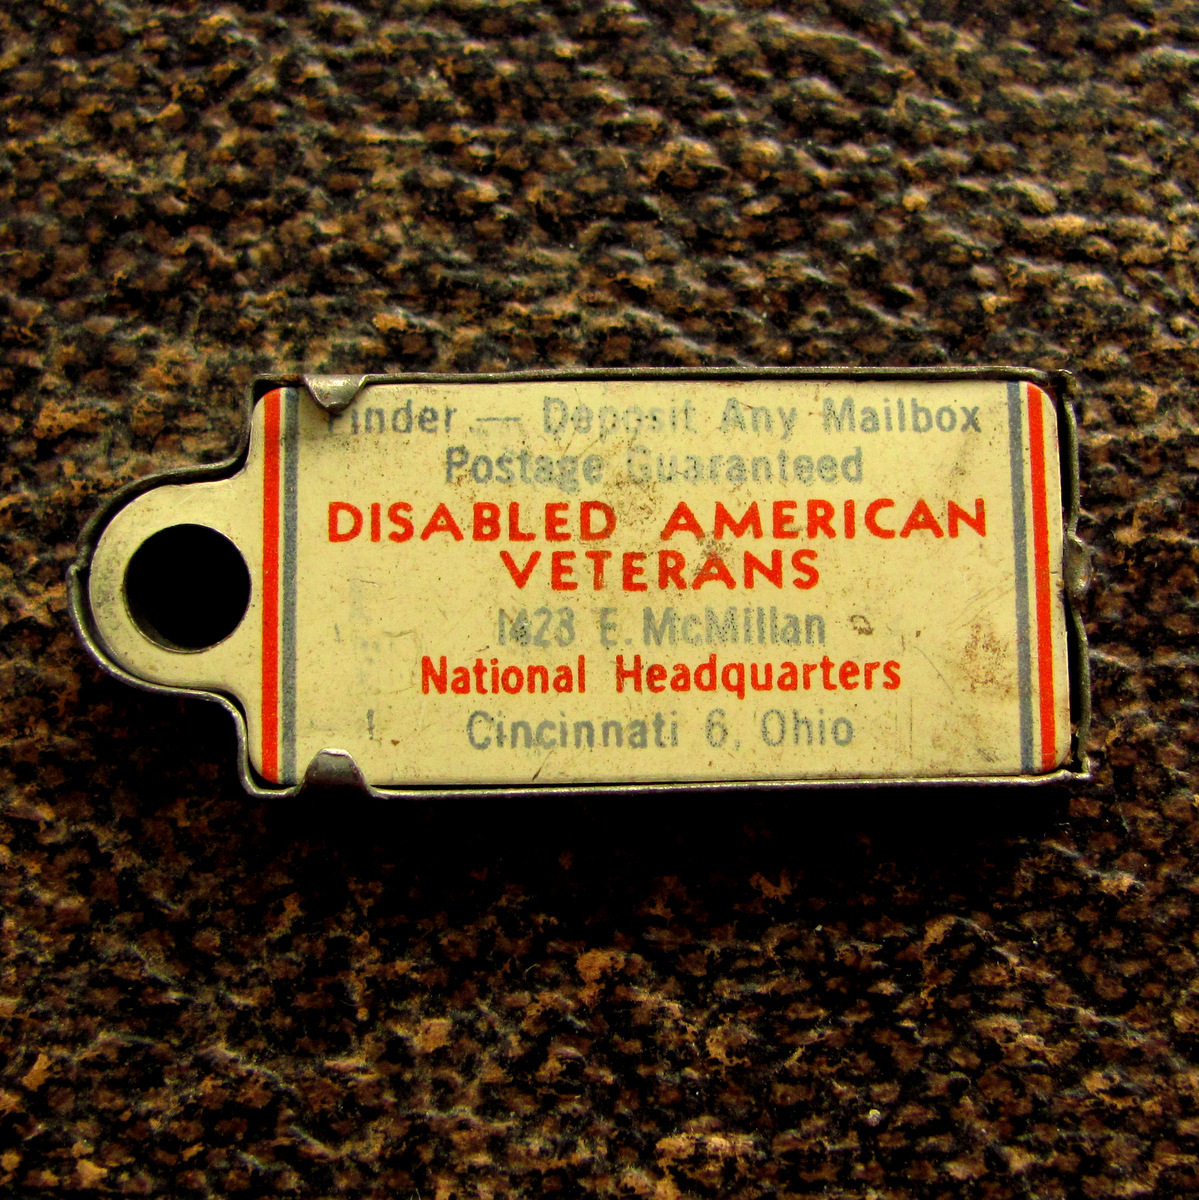 Finder — Deposit Any Mailbox
Postage Guaranteed
DISABLED AMERICAN
VETERANS
1423 E. McMillan
National Headquarters
Cincinnati 6, Ohio